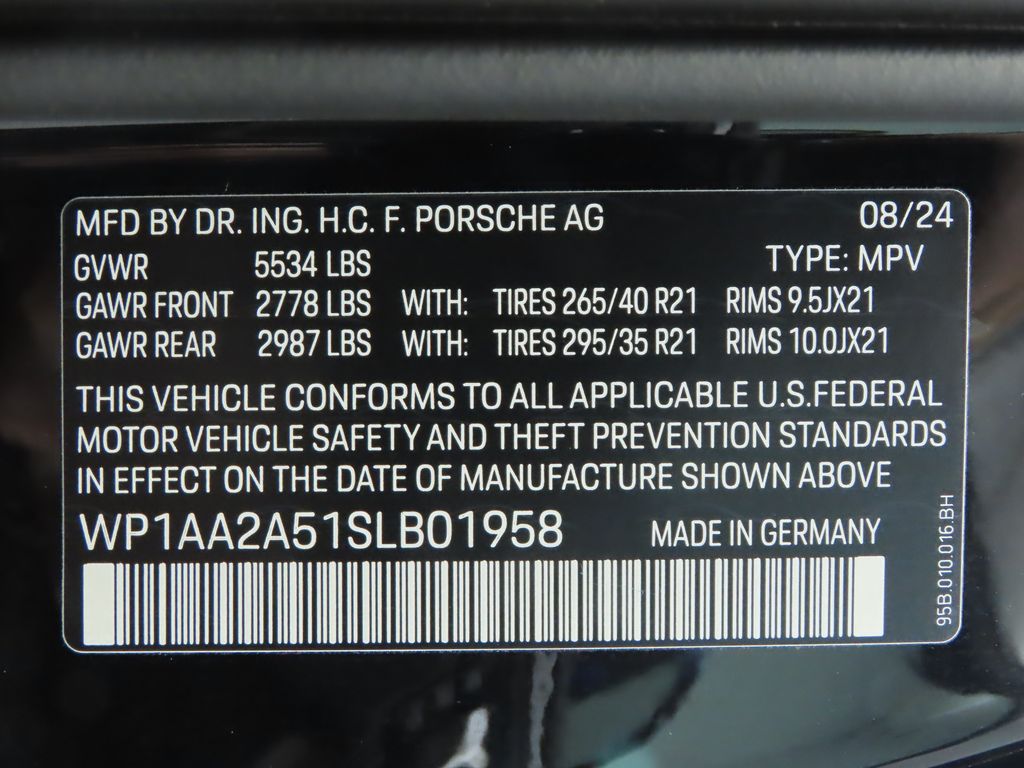 MFD BY DR. ING. H.C. F. PORSCHE AG 08/24
GVWR 5534 LBS TYPE: MPV
GAWR FRONT 2778 LBS WITH: TIRES 265/40 R21 RIMS 9.5JX21
GAWR REAR 2987 LBS WITH: TIRES 295/35 R21 RIMS 10.0JX21
THIS VEHICLE CONFORMS TO ALL APPLICABLE U.S.FEDERAL
MOTOR VEHICLE SAFETY AND THEFT PREVENTION STANDARDS
IN EFFECT ON THE DATE OF MANUFACTURE SHOWN ABOVE
WP1AA2A51SLB01958 MADE IN GERMANY
95B.010.016.BH